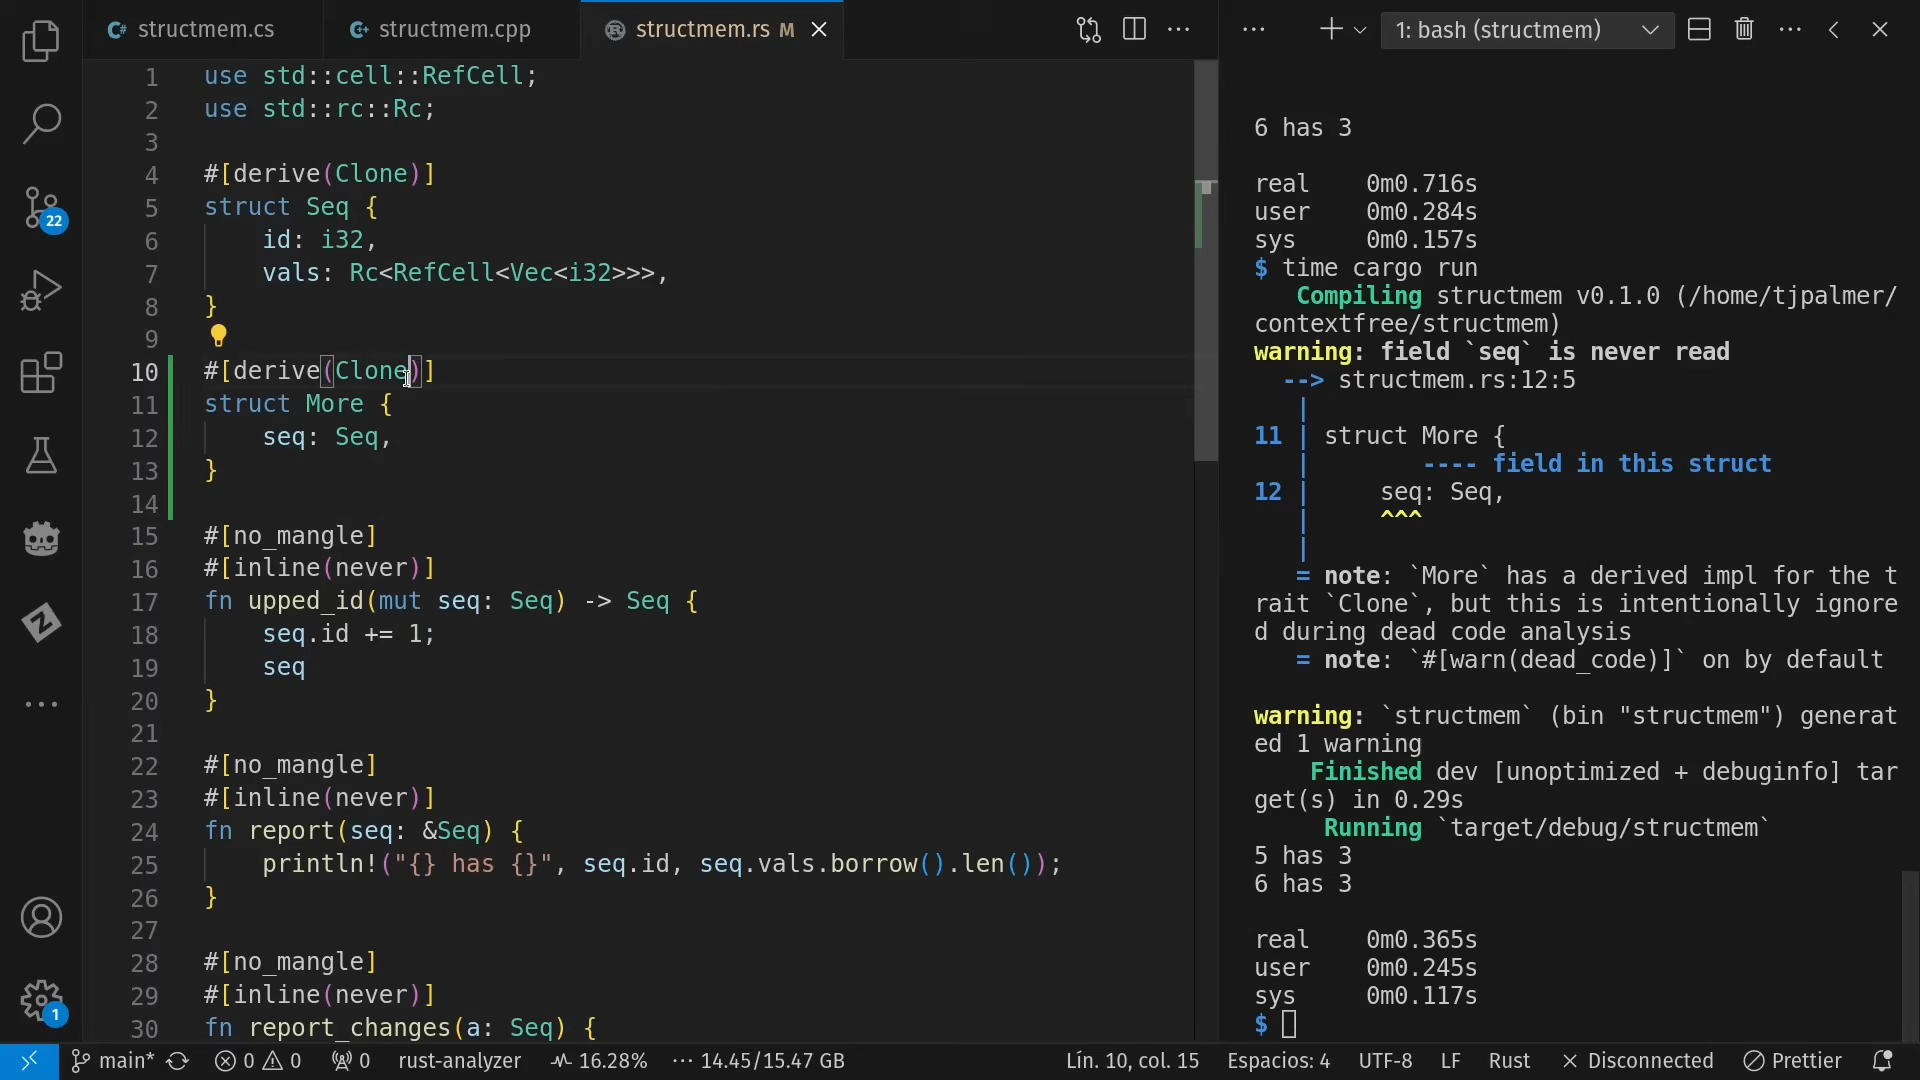 structmem.cs
structmem.cpp
structmem.rs M
1: bash (structmem)
1 use std::cell::RefCell;
2 use std::rc::Rc;
3
4 #[derive(Clone)]
5 struct Seq {
6 id: i32,
7 vals: Rc<RefCell<Vec<i32>>>,
8 }
9
10 #[derive(Clone)]
11 struct More {
12 seq: Seq,
13 }
14
15 #[no_mangle]
16 #[inline(never)]
17 fn upped_id(mut seq: Seq) -> Seq {
18 seq.id += 1;
19 seq
20 }
21
22 #[no_mangle]
23 #[inline(never)]
24 fn report(seq: &Seq) {
25 println!("{} has {}", seq.id, seq.vals.borrow().len());
26 }
27
28 #[no_mangle]
29 #[inline(never)]
30 fn report_changes(a: Seq) {
22
1
6 has 3
real 0m0.716s
user 0m0.284s
sys 0m0.157s
$ time cargo run
Compiling structmem v0.1.0 (/home/tjpalmer/
contextfree/structmem)
warning: field `seq` is never read
--> structmem.rs:12:5
|
11 | struct More {
| ---- field in this struct
12 | seq: Seq,
| ^^^
|
= note: `More` has a derived impl for the t
rait `Clone`, but this is intentionally ignore
d during dead code analysis
= note: `#[warn(dead_code)]` on by default
warning: `structmem` (bin "structmem") generat
ed 1 warning
Finished dev [unoptimized + debuginfo] tar
get(s) in 0.29s
Running `target/debug/structmem`
5 has 3
6 has 3
real 0m0.365s
user 0m0.245s
sys 0m0.117s
$
main* 0 0 0 rust-analyzer 16.28% 14.45/15.47 GB Lín. 10, col. 15 Espacios: 4 UTF-8 LF Rust Disconnected Prettier